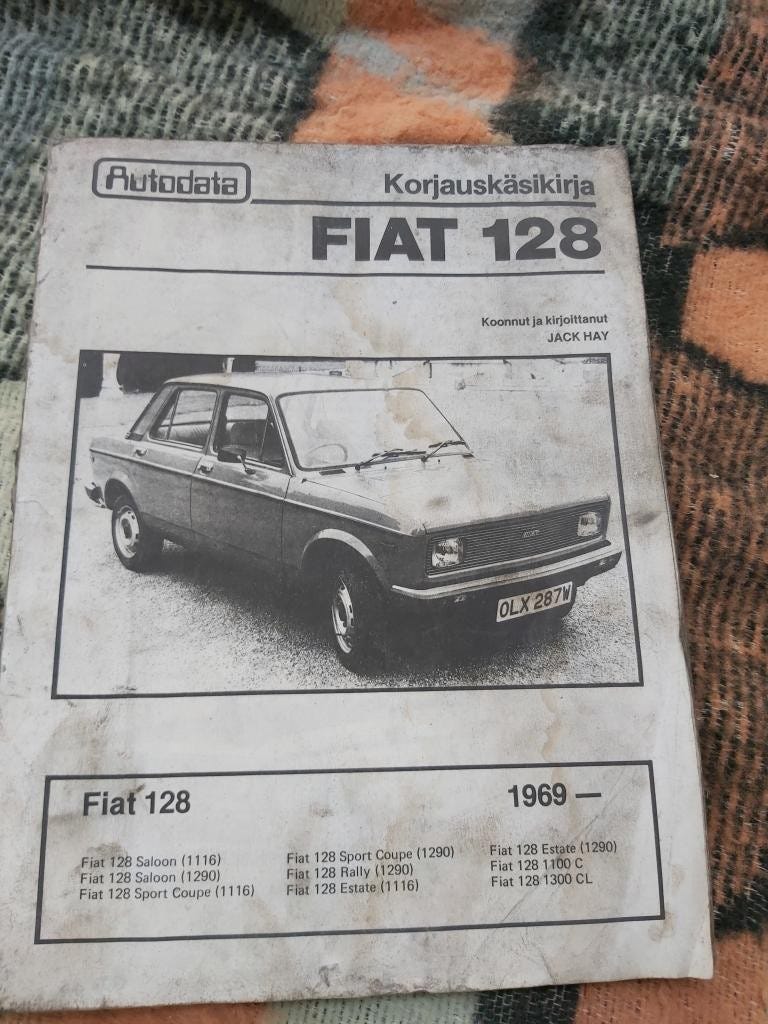 Autodata
Korjauskäsikirja
FIAT 128
Koonnut ja kirjoittanut
JACK HAY
FIAT
OLX 287W
Fiat 128
1969 —
Fiat 128 Saloon (1116)
Fiat 128 Saloon (1290)
Fiat 128 Sport Coupe (1116)
Fiat 128 Sport Coupe (1290)
Fiat 128 Rally (1290)
Fiat 128 Estate (1116)
Fiat 128 Estate (1290)
Fiat 128 1100 C
Fiat 128 1300 CL